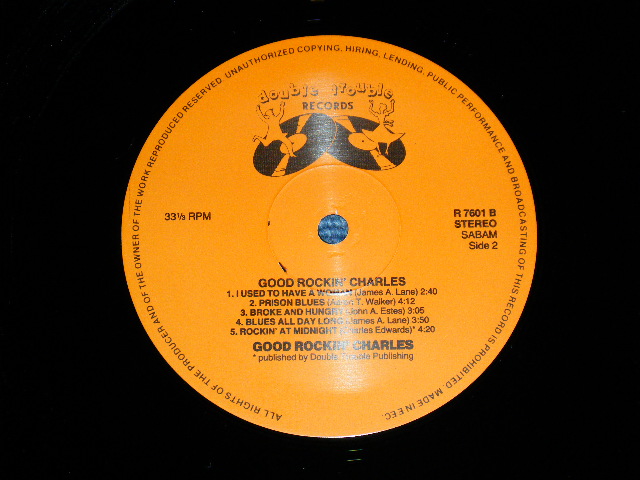 ALL RIGHTS OF THE PRODUCER AND OF THE OWNER OF THE WORK REPRODUCED RESERVED. UNAUTHORIZED COPYING, HIRING, LENDING, PUBLIC PERFORMANCE AND BROADCASTING OF THIS RECORD IS PROHIBITED. MADE IN EEC.
double trouble
RECORDS
33⅓ RPM
R 7601 B
STEREO
SABAM
Side 2
GOOD ROCKIN' CHARLES
1. I USED TO HAVE A WOMAN (James A. Lane) 2:40
2. PRISON BLUES (Aaron T. Walker) 4:12
3. BROKE AND HUNGRY (John A. Estes) 3:05
4. BLUES ALL DAY LONG (James A. Lane) 3:50
5. ROCKIN' AT MIDNIGHT (Charles Edwards)* 4:20
GOOD ROCKIN' CHARLES
* published by Double Trouble Publishing